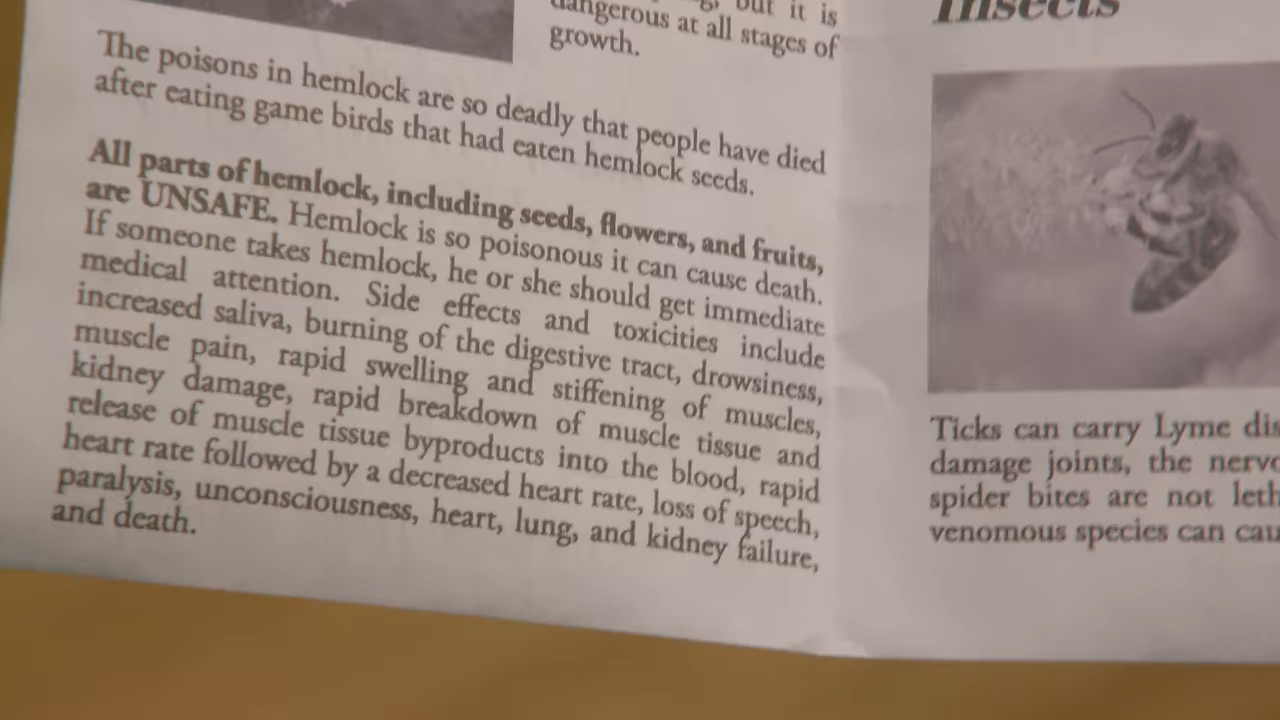 but it is
dangerous at all stages of
growth.
The poisons in hemlock are so deadly that people have died
after eating game birds that had eaten hemlock seeds.
All parts of hemlock, including seeds, flowers, and fruits,
are UNSAFE. Hemlock is so poisonous it can cause death.
If someone takes hemlock, he or she should get immediate
medical attention. Side effects and toxicities include
increased saliva, burning of the digestive tract, drowsiness,
muscle pain, rapid swelling and stiffening of muscles,
kidney damage, rapid breakdown of muscle tissue and
release of muscle tissue byproducts into the blood, rapid
heart rate followed by a decreased heart rate, loss of speech,
paralysis, unconsciousness, heart, lung, and kidney failure,
and death.
Insects
Ticks can carry Lyme dis
damage joints, the nervo
spider bites are not leth
venomous species can cau